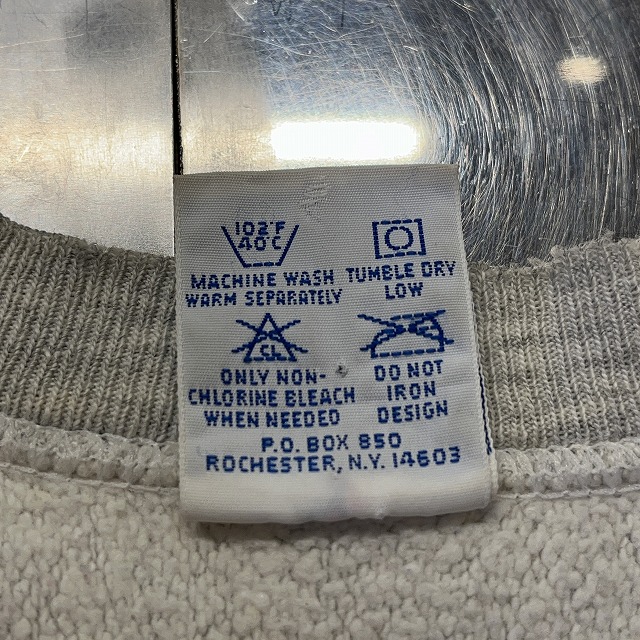 102°F
40°C
MACHINE WASH
WARM SEPARATELY
TUMBLE DRY
LOW
CL
ONLY NON-
CHLORINE BLEACH
WHEN NEEDED
DO NOT
IRON
DESIGN
P.O. BOX 850
ROCHESTER, N.Y. 14603